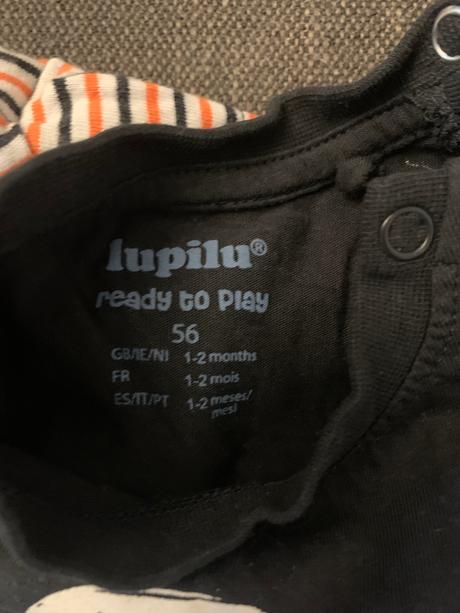 lupilu®
ready to play
56
GB/IE/NI 1-2 months
FR 1-2 mois
ES/IT/PT 1-2 meses/
mesi